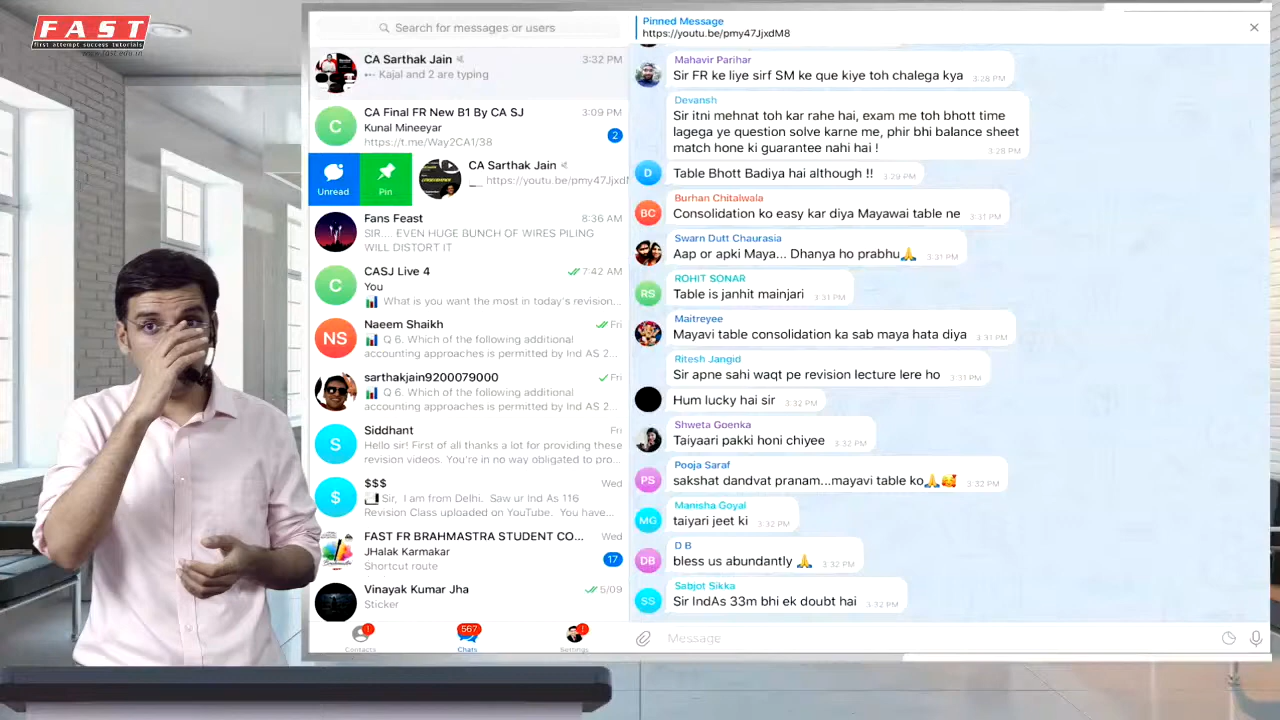 FAST
first attempt success tutorials
www.fast.edu.in
Search for messages or users
CA Sarthak Jain
3:32 PM
Kajal and 2 are typing
C
CA Final FR New B1 By CA SJ
3:09 PM
Kunal Mineeyar
https://t.me/Way2CA1/38
2
Unread
Pin
CA Sarthak Jain
https://youtu.be/pmy47JjxdM
Fans Feast
8:36 AM
SIR.... EVEN HUGE BUNCH OF WIRES PILING
WILL DISTORT IT
C
CASJ Live 4
7:42 AM
You
What is you want the most in today's revision,...
NS
Naeem Shaikh
Fri
Q 6. Which of the following additional
accounting approaches is permitted by Ind AS 2...
sarthakjain9200079000
Fri
Q 6. Which of the following additional
accounting approaches is permitted by Ind AS 2...
S
Siddhant
Fri
Hello sir! First of all thanks a lot for providing these
revision videos. You're in no way obligated to pro...
$
$$$
Wed
Sir, I am from Delhi. Saw ur Ind As 116
Revision Class uploaded on YouTube. You have...
FAST FR BRAHMASTRA STUDENT CO...
Wed
JHalak Karmakar
Shortcut route
17
Vinayak Kumar Jha
5/09
Sticker
1
567
Contacts
Chats
Settings
Pinned Message
https://youtu.be/pmy47JjxdM8
Mahavir Parihar
Sir FR ke liye sirf SM ke que kiye toh chalega kya 3:28 PM
Devansh
Sir itni mehnat toh kar rahe hai, exam me toh bhott time
lagega ye question solve karne me, phir bhi balance sheet
match hone ki guarantee nahi hai ! 3:28 PM
D
Table Bhott Badiya hai although !! 3:29 PM
Burhan Chitalwala
BC
Consolidation ko easy kar diya Mayawai table ne 3:31 PM
Swarn Dutt Chaurasia
Aap or apki Maya... Dhanya ho prabhu🙏 3:31 PM
ROHIT SONAR
RS
Table is janhit mainjari 3:31 PM
Maitreyee
Mayavi table consolidation ka sab maya hata diya 3:31 PM
Ritesh Jangid
Sir apne sahi waqt pe revision lecture lere ho 3:31 PM
Hum lucky hai sir 3:32 PM
Shweta Goenka
Taiyaari pakki honi chiyee 3:32 PM
Pooja Saraf
PS
sakshat dandvat pranam...mayavi table ko🙏🥰 3:32 PM
Manisha Goyal
MG
taiyari jeet ki 3:32 PM
D B
DB
bless us abundantly 🙏 3:32 PM
Sabjot Sikka
SS
Sir IndAs 33m bhi ek doubt hai 3:32 PM
Message